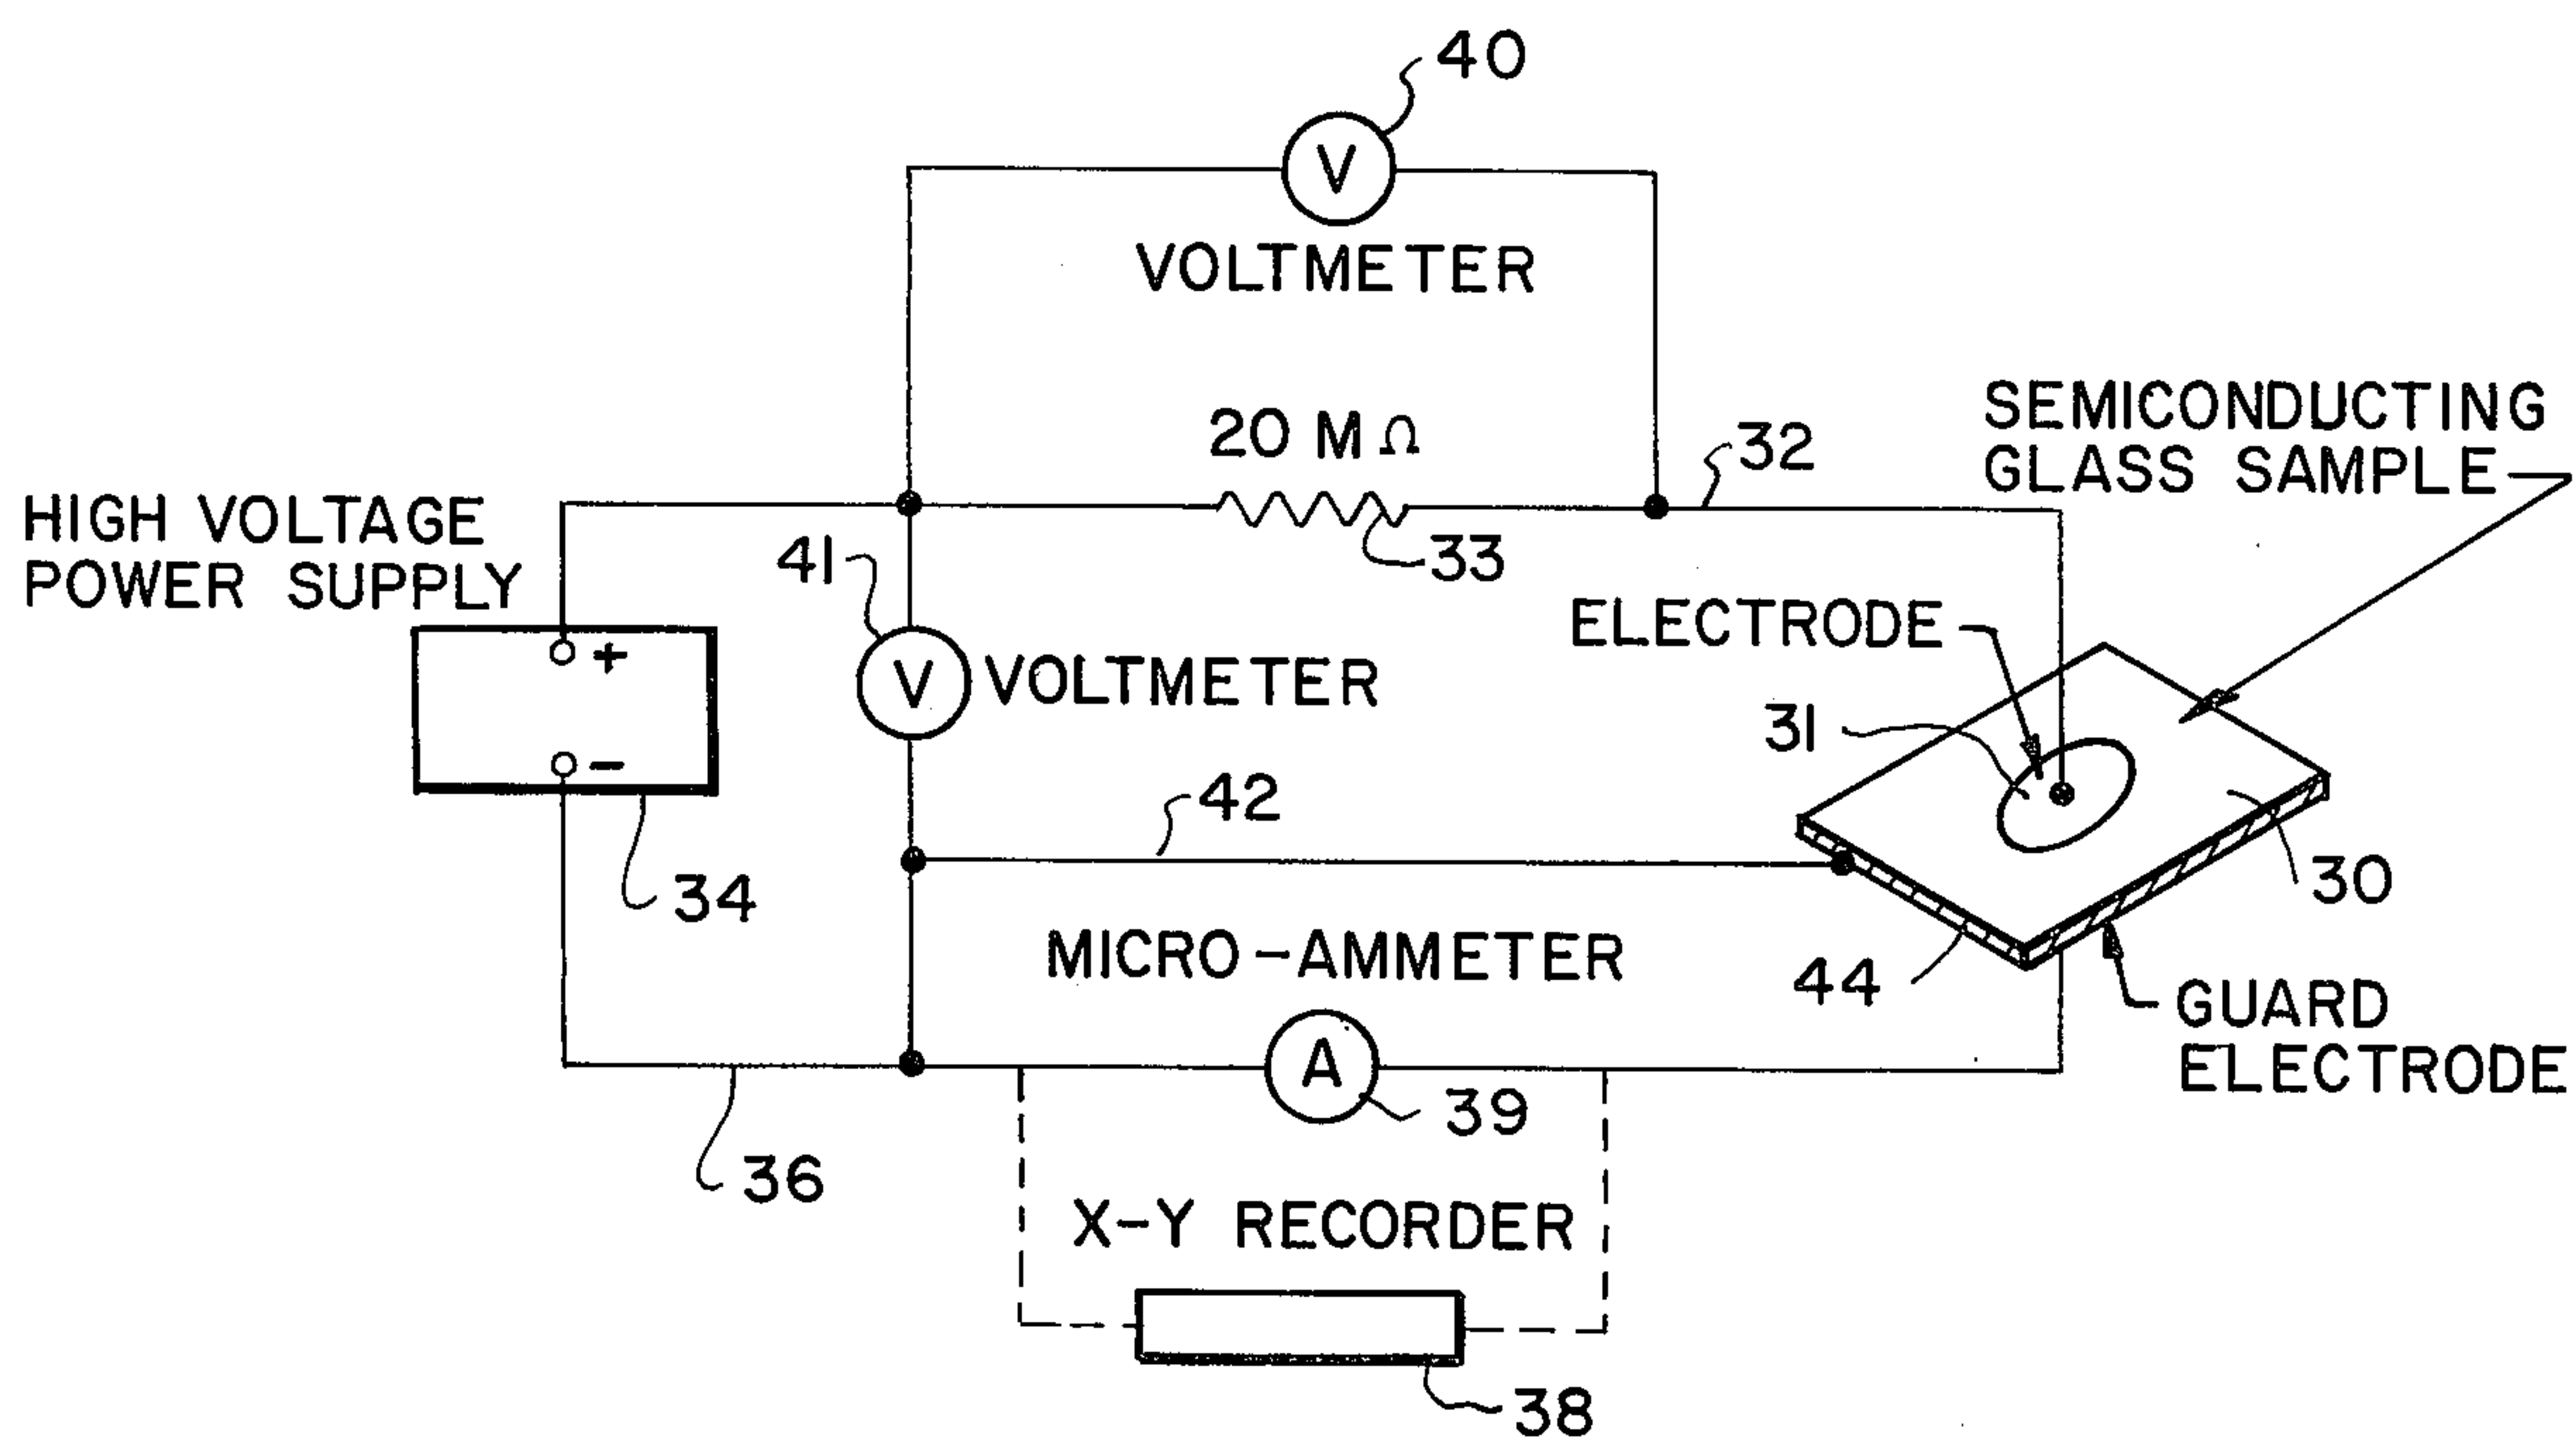 40
V
VOLTMETER
20 MΩ
32
33
SEMICONDUCTING
GLASS SAMPLE
HIGH VOLTAGE
POWER SUPPLY
+
-
34
41
V
VOLTMETER
ELECTRODE
31
30
42
44
GUARD
ELECTRODE
MICRO-AMMETER
A
39
36
X-Y RECORDER
38